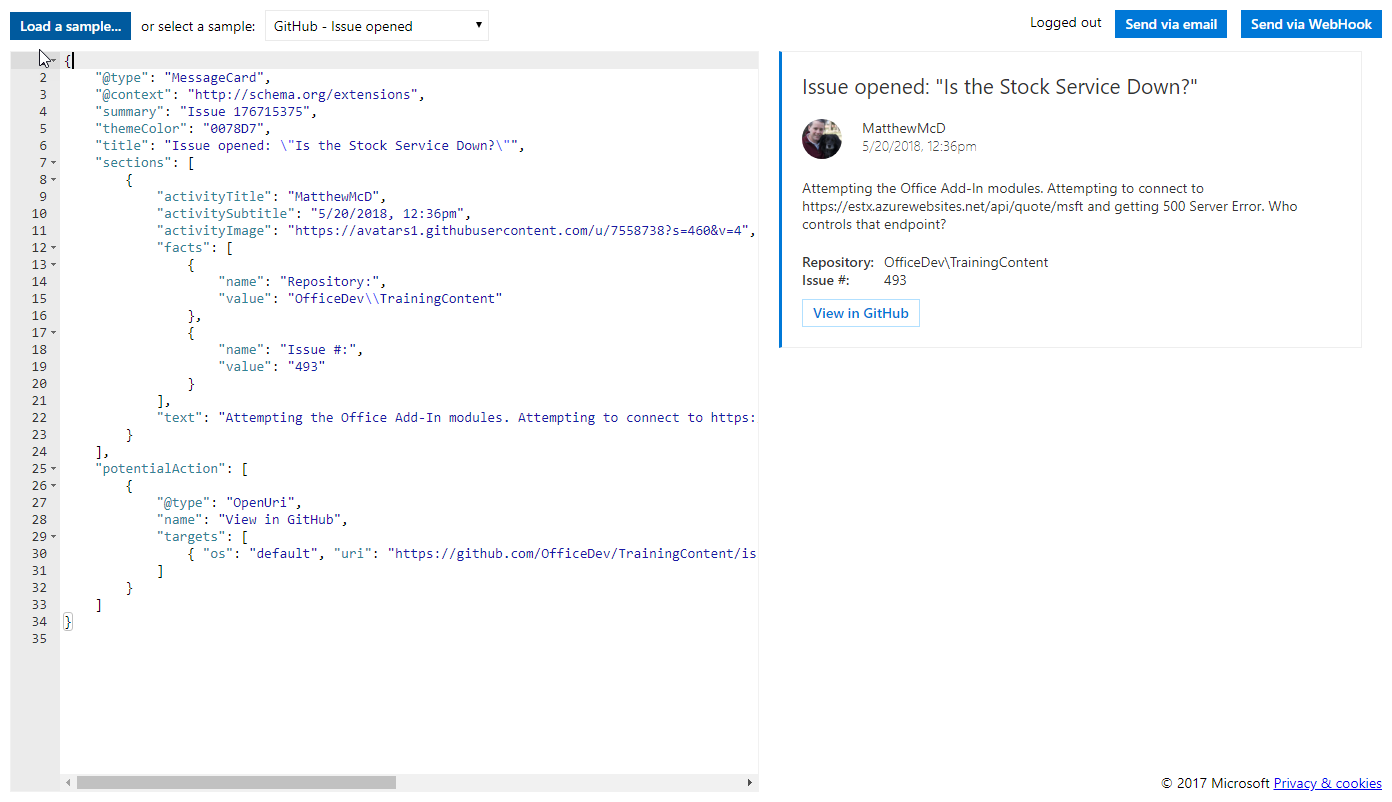 Load a sample... or select a sample: GitHub - Issue opened Logged out Send via email Send via WebHook
{
2 "@type": "MessageCard",
3 "@context": "http://schema.org/extensions",
4 "summary": "Issue 176715375",
5 "themeColor": "0078D7",
6 "title": "Issue opened: \"Is the Stock Service Down?\"",
7 "sections": [
8 {
9 "activityTitle": "MatthewMcD",
10 "activitySubtitle": "5/20/2018, 12:36pm",
11 "activityImage": "https://avatars1.githubusercontent.com/u/7558738?s=460&v=4",
12 "facts": [
13 {
14 "name": "Repository:",
15 "value": "OfficeDev\\TrainingContent"
16 },
17 {
18 "name": "Issue #:",
19 "value": "493"
20 }
21 ],
22 "text": "Attempting the Office Add-In modules. Attempting to connect to https:
23 }
24 ],
25 "potentialAction": [
26 {
27 "@type": "OpenUri",
28 "name": "View in GitHub",
29 "targets": [
30 { "os": "default", "uri": "https://github.com/OfficeDev/TrainingContent/is
31 ]
32 }
33 ]
34 }
35
Issue opened: "Is the Stock Service Down?"
MatthewMcD
5/20/2018, 12:36pm
Attempting the Office Add-In modules. Attempting to connect to
https://estx.azurewebsites.net/api/quote/msft and getting 500 Server Error. Who
controls that endpoint?
Repository: OfficeDev\TrainingContent
Issue #: 493
View in GitHub
© 2017 Microsoft Privacy & cookies